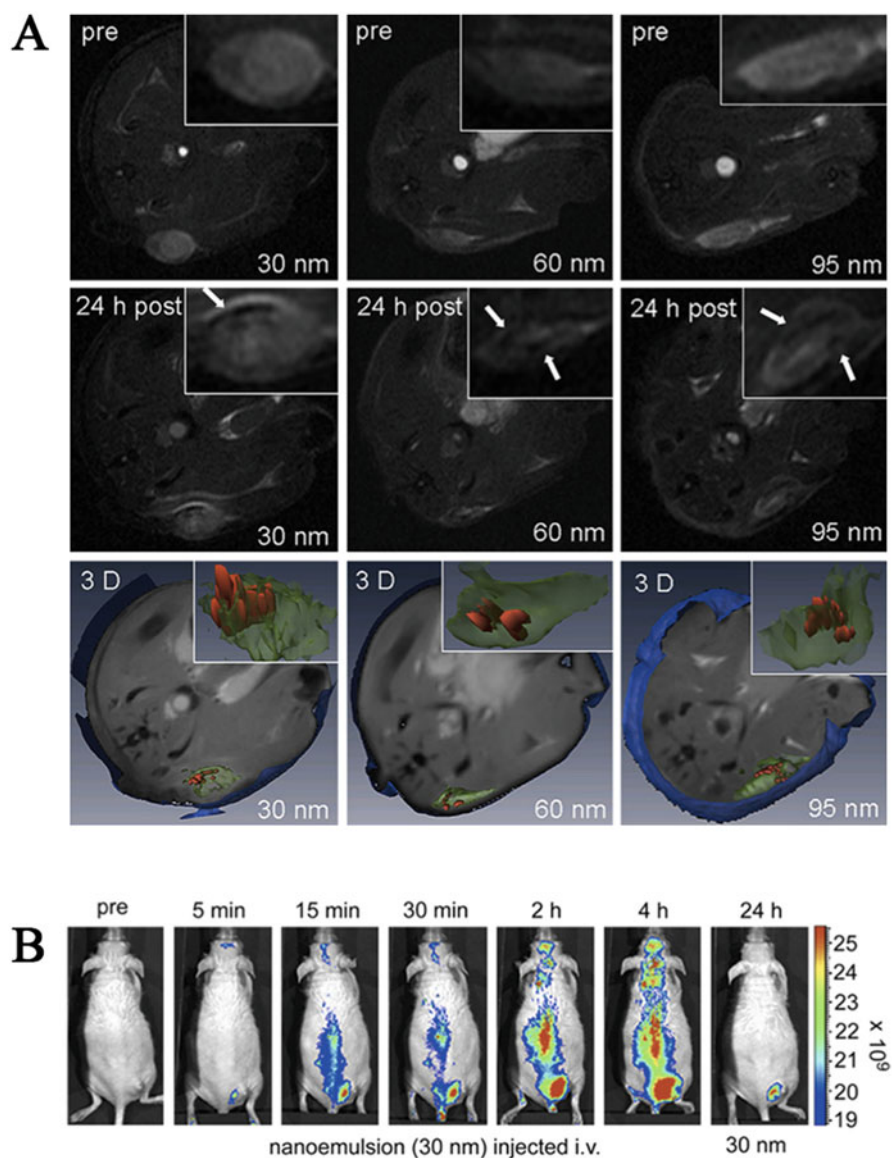 A
pre
30 nm
pre
60 nm
pre
95 nm
24 h post
30 nm
24 h post
60 nm
24 h post
95 nm
3 D
30 nm
3 D
60 nm
3 D
95 nm
B
pre 5 min 15 min 30 min 2 h 4 h 24 h
25
24
23
22
21
20
19
x 10⁹
nanoemulsion (30 nm) injected i.v. 30 nm